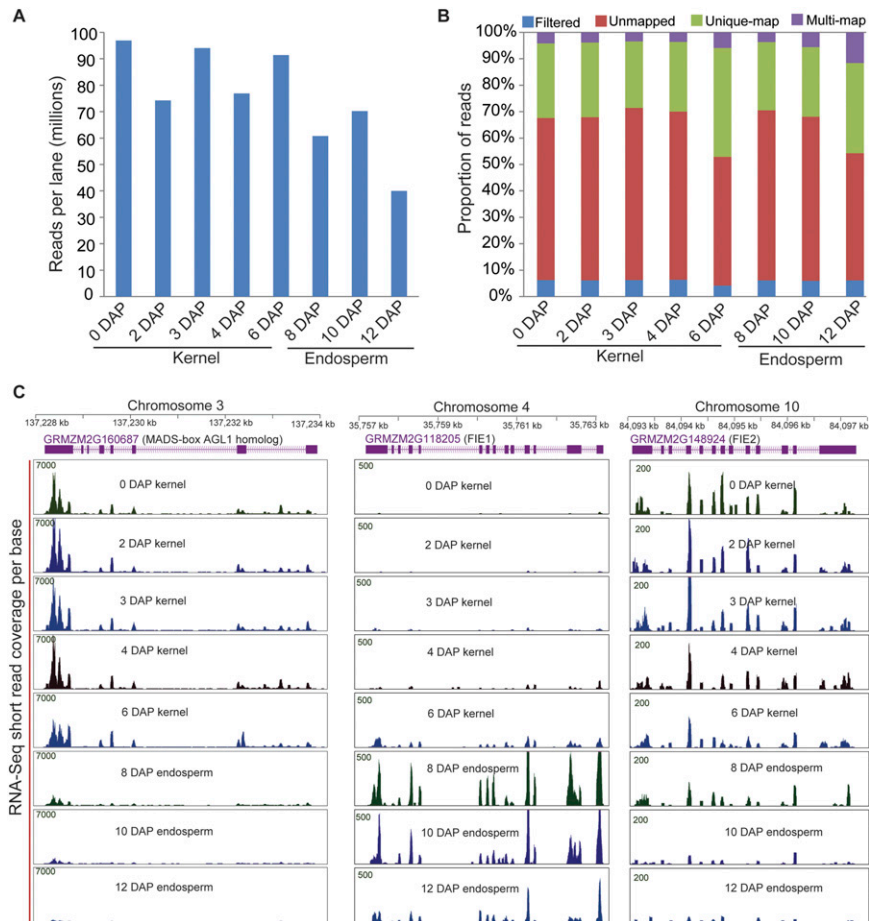 A
Reads per lane (millions)
100
90
80
70
60
50
40
30
20
10
0
0 DAP
2 DAP
3 DAP
4 DAP
6 DAP
8 DAP
10 DAP
12 DAP
Kernel
Endosperm
B
Filtered Unmapped Unique-map Multi-map
Proportion of reads
100%
90%
80%
70%
60%
50%
40%
30%
20%
10%
0%
0 DAP
2 DAP
3 DAP
4 DAP
6 DAP
8 DAP
10 DAP
12 DAP
Kernel
Endosperm
C
RNA-Seq short read coverage per base
Chromosome 3
137,228 kb 137,230 kb 137,232 kb 137,234 kb
GRMZM2G160687 (MADS-box AGL1 homolog)
7000
0 DAP kernel
7000
2 DAP kernel
7000
3 DAP kernel
7000
4 DAP kernel
7000
6 DAP kernel
7000
8 DAP endosperm
7000
10 DAP endosperm
7000
12 DAP endosperm
Chromosome 4
35,757 kb 35,759 kb 35,761 kb 35,763 kb
GRMZM2G118205 (FIE1)
500
0 DAP kernel
500
2 DAP kernel
500
3 DAP kernel
500
4 DAP kernel
500
6 DAP kernel
500
8 DAP endosperm
500
10 DAP endosperm
500
12 DAP endosperm
Chromosome 10
84,093 kb 84,094 kb 84,095 kb 84,096 kb 84,097 kb
GRMZM2G148924 (FIE2)
200
0 DAP kernel
200
2 DAP kernel
200
3 DAP kernel
200
4 DAP kernel
200
6 DAP kernel
200
8 DAP endosperm
200
10 DAP endosperm
200
12 DAP endosperm